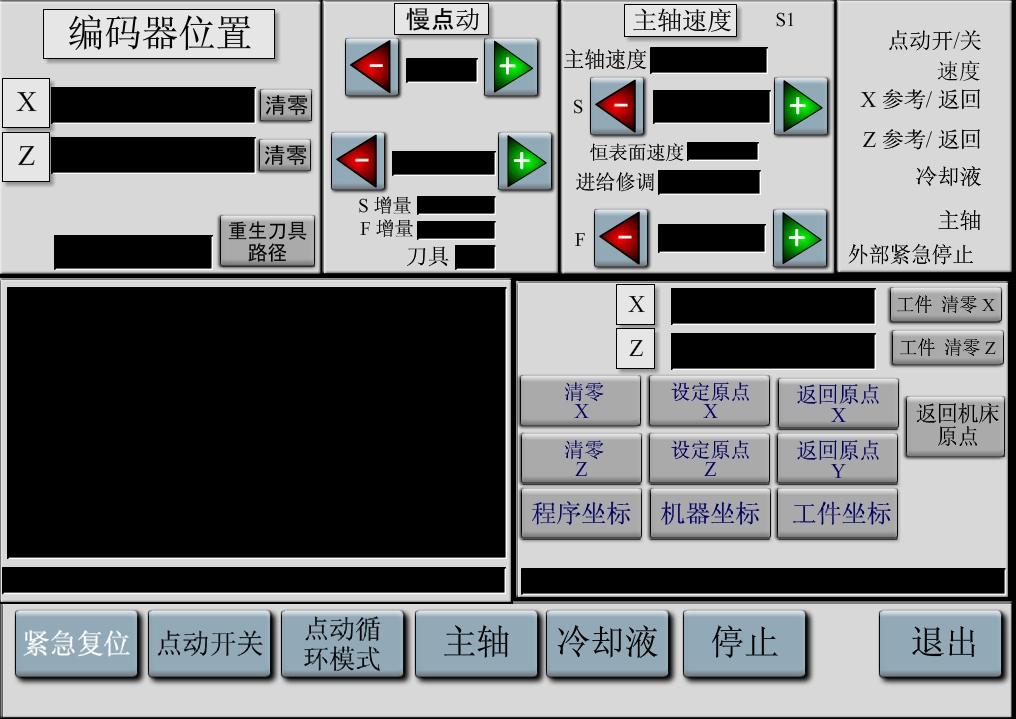 编码器位置
X
清零
Z
清零
重生刀具
路径
慢点动
S 增量
F 增量
刀具
主轴速度
S1
主轴速度
S
恒表面速度
进给修调
F
点动开/关
速度
X 参考/ 返回
Z 参考/ 返回
冷却液
主轴
外部紧急停止
X
工件 清零 X
Z
工件 清零 Z
清零
X
设定原点
X
返回原点
X
返回机床
原点
清零
Z
设定原点
Z
返回原点
Y
程序坐标
机器坐标
工件坐标
紧急复位
点动开关
点动循
环模式
主轴
冷却液
停止
退出